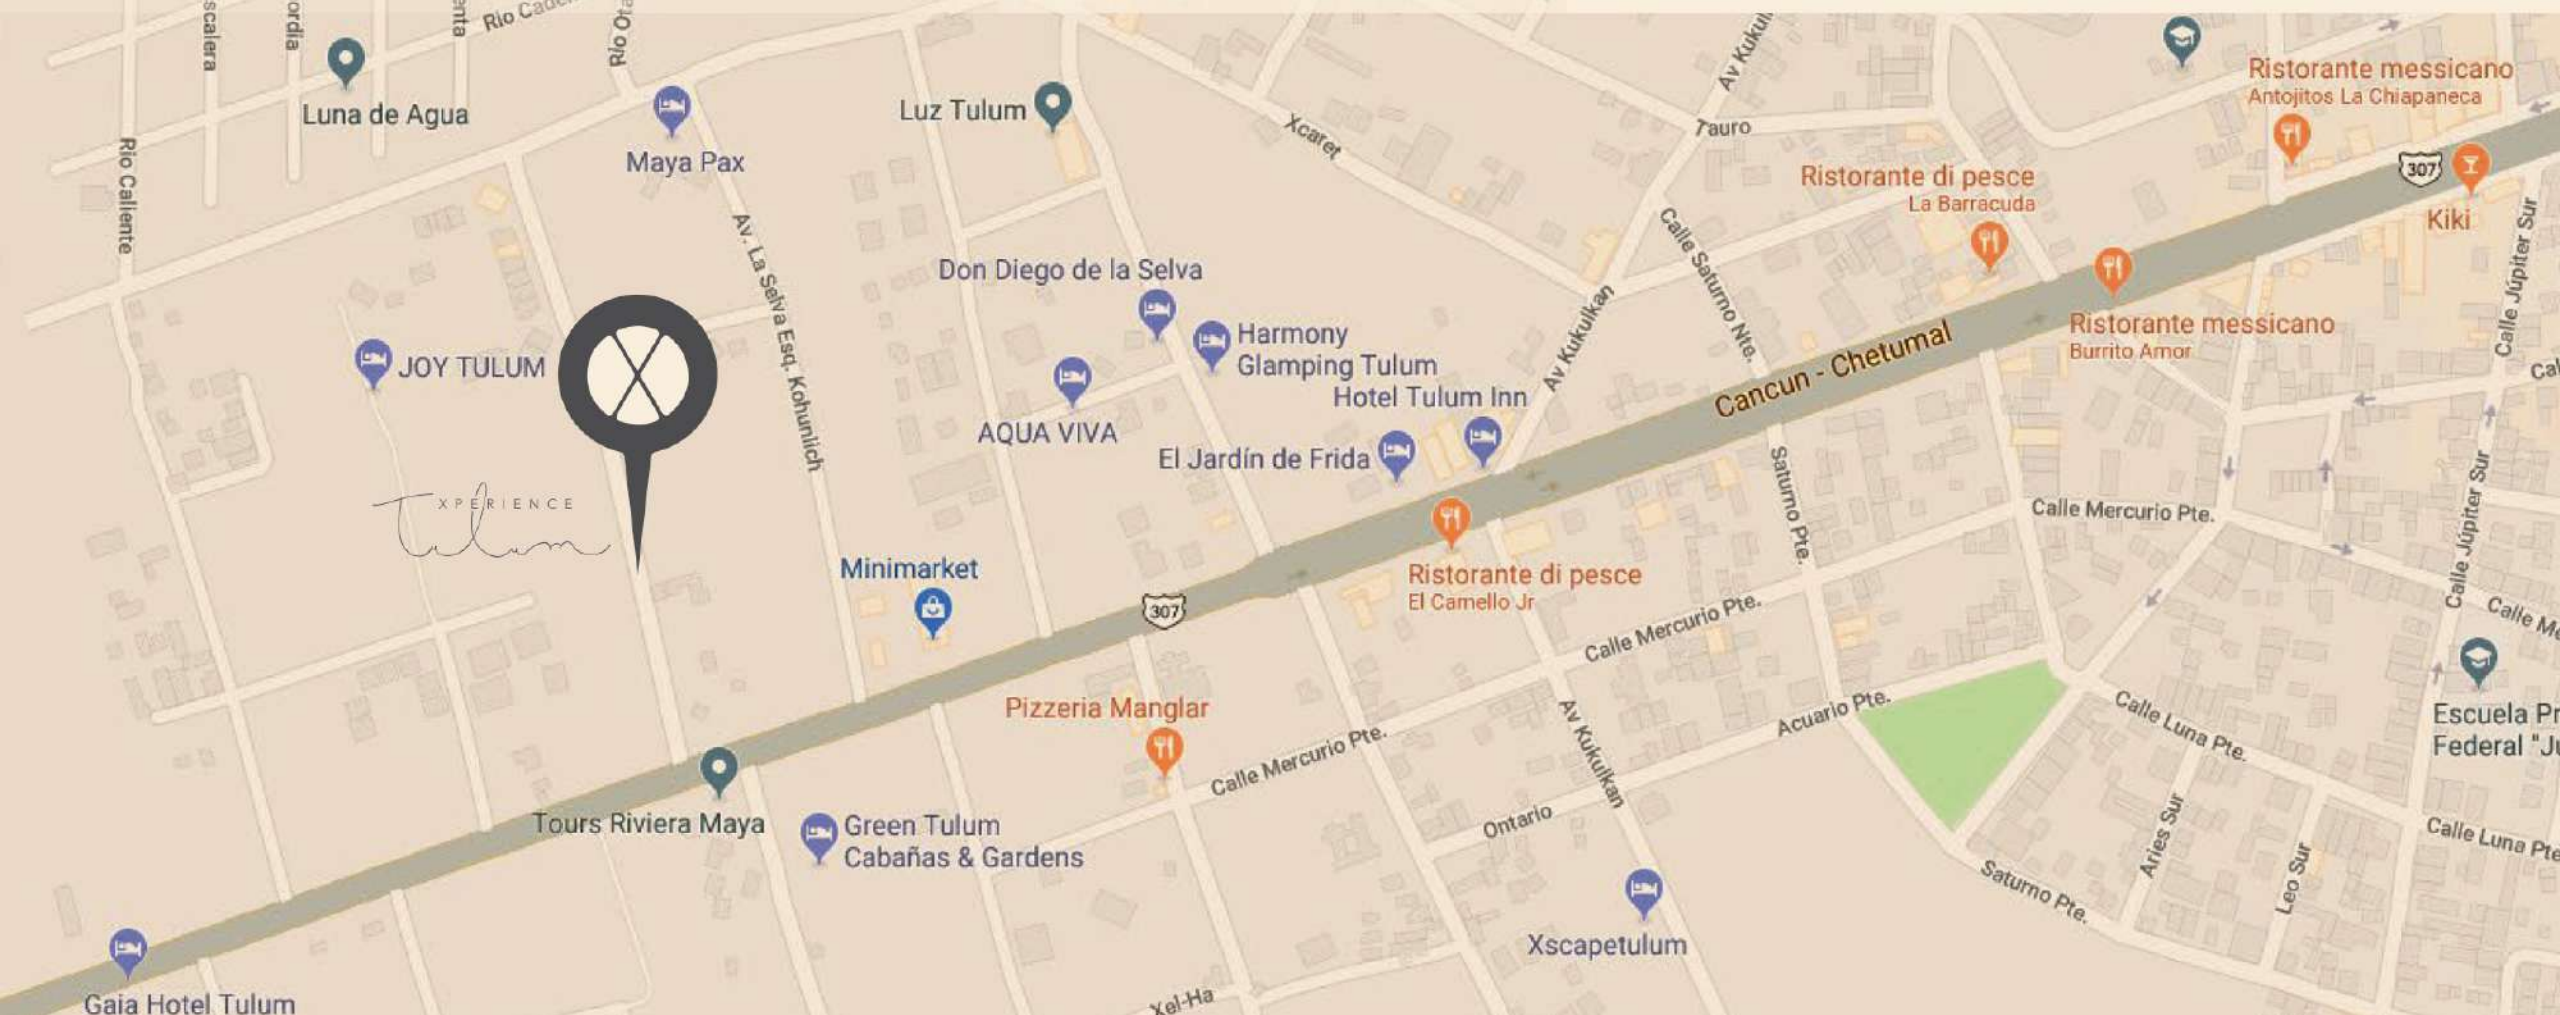 Luna de Agua
Maya Pax
Luz Tulum
Xcaret
Tauro
Ristorante messicano
Antojitos La Chiapaneca
307
Kiki
Ristorante di pesce
La Barracuda
Rio Caliente
Av. La Selva Esq. Kohunlich
Don Diego de la Selva
Harmony
Glamping Tulum
Hotel Tulum Inn
AQUA VIVA
El Jardín de Frida
JOY TULUM
XPERIENCE
Tulum
Av Kukulkan
Calle Saturno Nte.
Cancun - Chetumal
Ristorante messicano
Burrito Amor
Calle Júpiter Sur
Saturno Pte.
Calle Mercurio Pte.
Calle Júpiter Sur
Minimarket
307
Ristorante di pesce
El Camello Jr
Calle Mercurio Pte.
Pizzeria Manglar
Calle Mercurio Pte.
Av Kukulkan
Acuario Pte.
Calle Luna Pte.
Tours Riviera Maya
Green Tulum
Cabañas & Gardens
Ontario
Aries Sur
Leo Sur
Saturno Pte.
Xscapetulum
Gaia Hotel Tulum
Xel-Ha
Escuela Pr
Federal "Ju
Calle Luna Pte